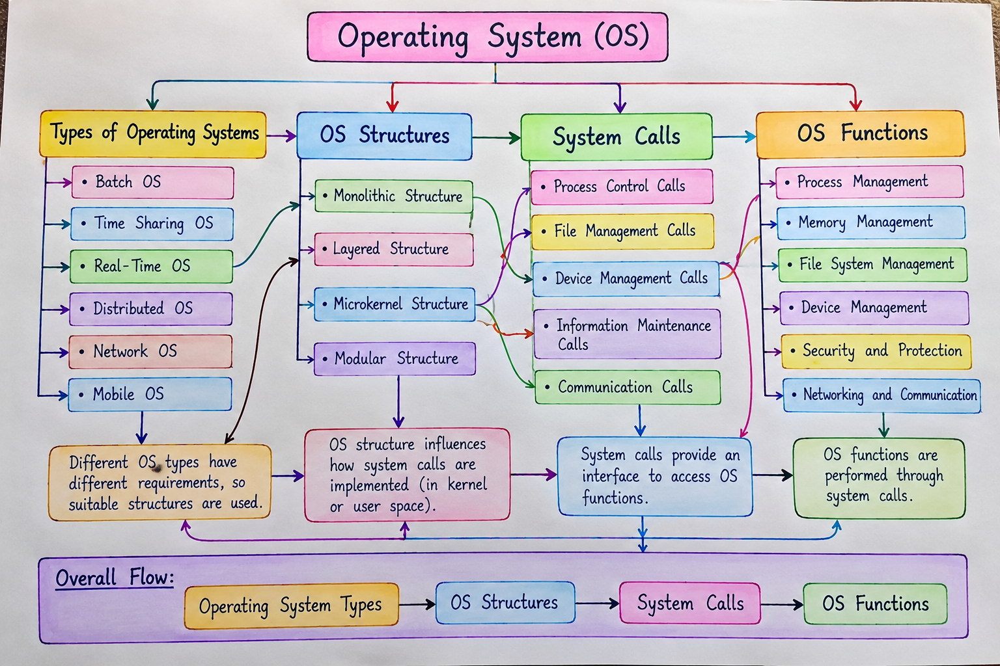 Operating System (OS)
Types of Operating Systems
• Batch OS
• Time Sharing OS
• Real-Time OS
• Distributed OS
• Network OS
• Mobile OS
Different OS types have
different requirements, so
suitable structures are used.
OS Structures
• Monolithic Structure
• Layered Structure
• Microkernel Structure
• Modular Structure
OS structure influences
how system calls are
implemented (in kernel
or user space).
System Calls
• Process Control Calls
• File Management Calls
• Device Management Calls
• Information Maintenance
Calls
• Communication Calls
System calls provide an
interface to access OS
functions.
OS Functions
• Process Management
• Memory Management
• File System Management
• Device Management
• Security and Protection
• Networking and Communication
OS functions are
performed through
system calls.
Overall Flow:
Operating System Types
OS Structures
System Calls
OS Functions